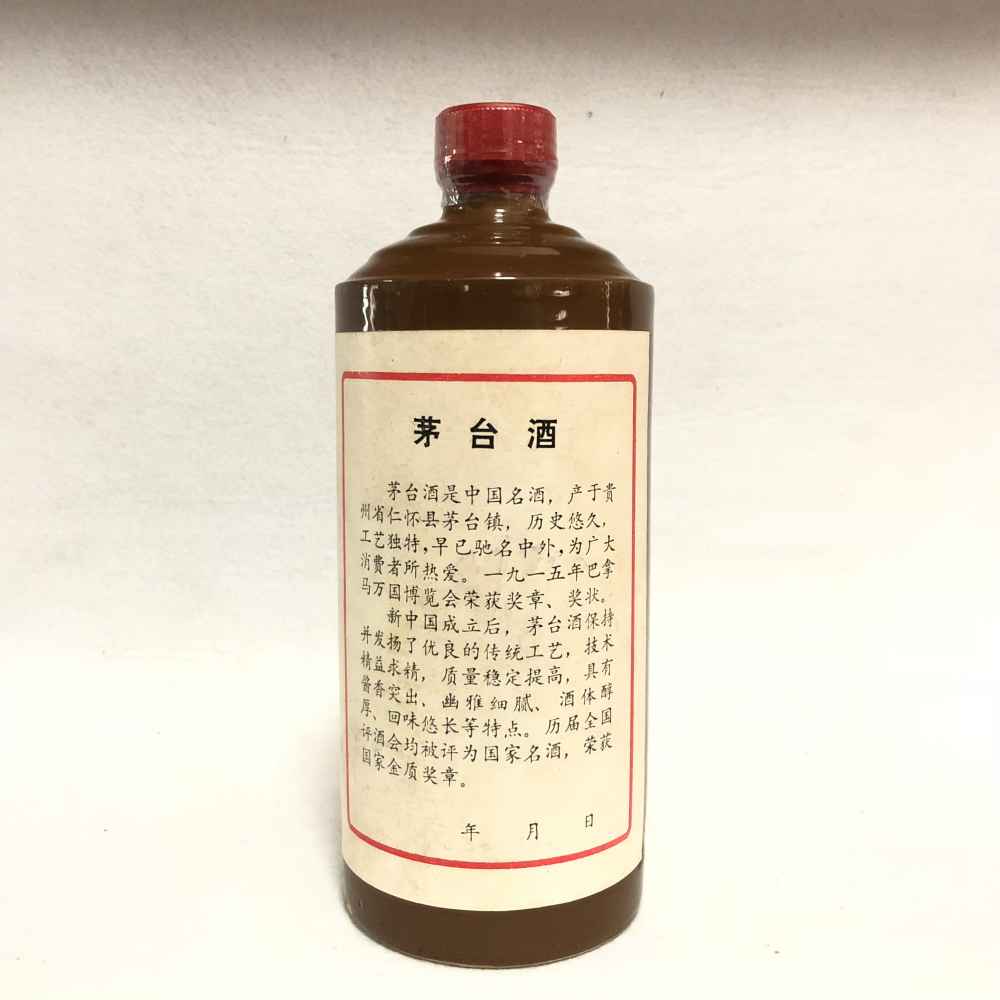 茅台酒
茅台酒是中国名酒，产于貴
州省仁怀县茅台镇，历史悠久，
工艺独特，早已驰名中外，为广大
消费者所热爱。一九一五年巴拿
马万国博览会荣获奖章、奖状。
新中国成立后，茅台酒保持
并发扬了优良的传统工艺，技术
精益求精，质量稳定提高，具有
酱香突出、幽雅细腻、酒体醇
厚、回味悠长等特点。历届全国
评酒会均被评为国家名酒，荣获
国家金质奖章。
年 月 日